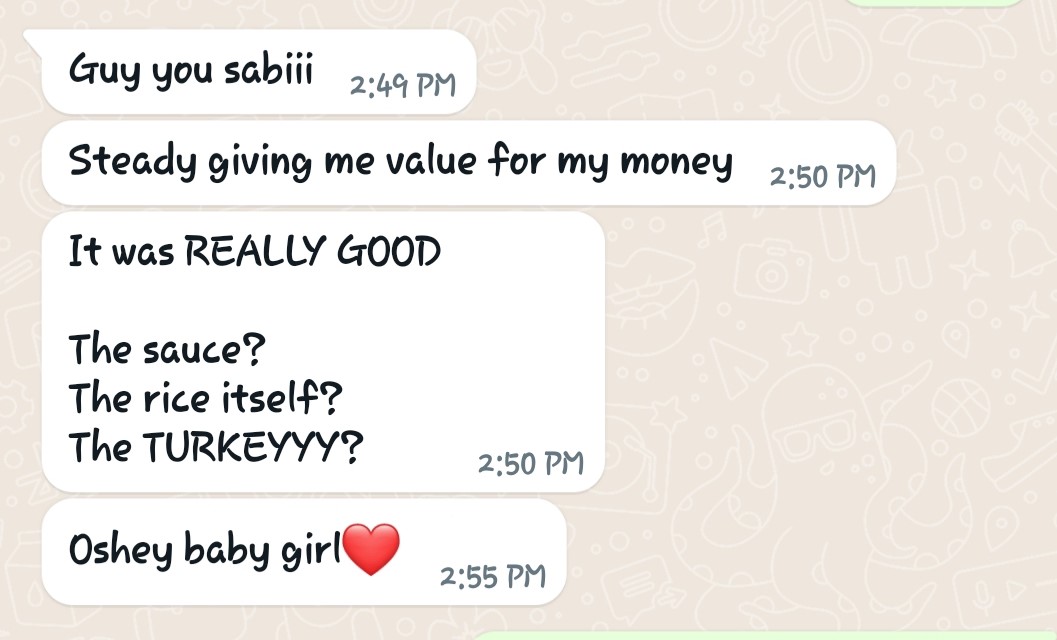 Guy you sabiii 2:49 PM
Steady giving me value for my money 2:50 PM
It was REALLY GOOD
The sauce?
The rice itself?
The TURKEYYY? 2:50 PM
Oshey baby girl❤️ 2:55 PM